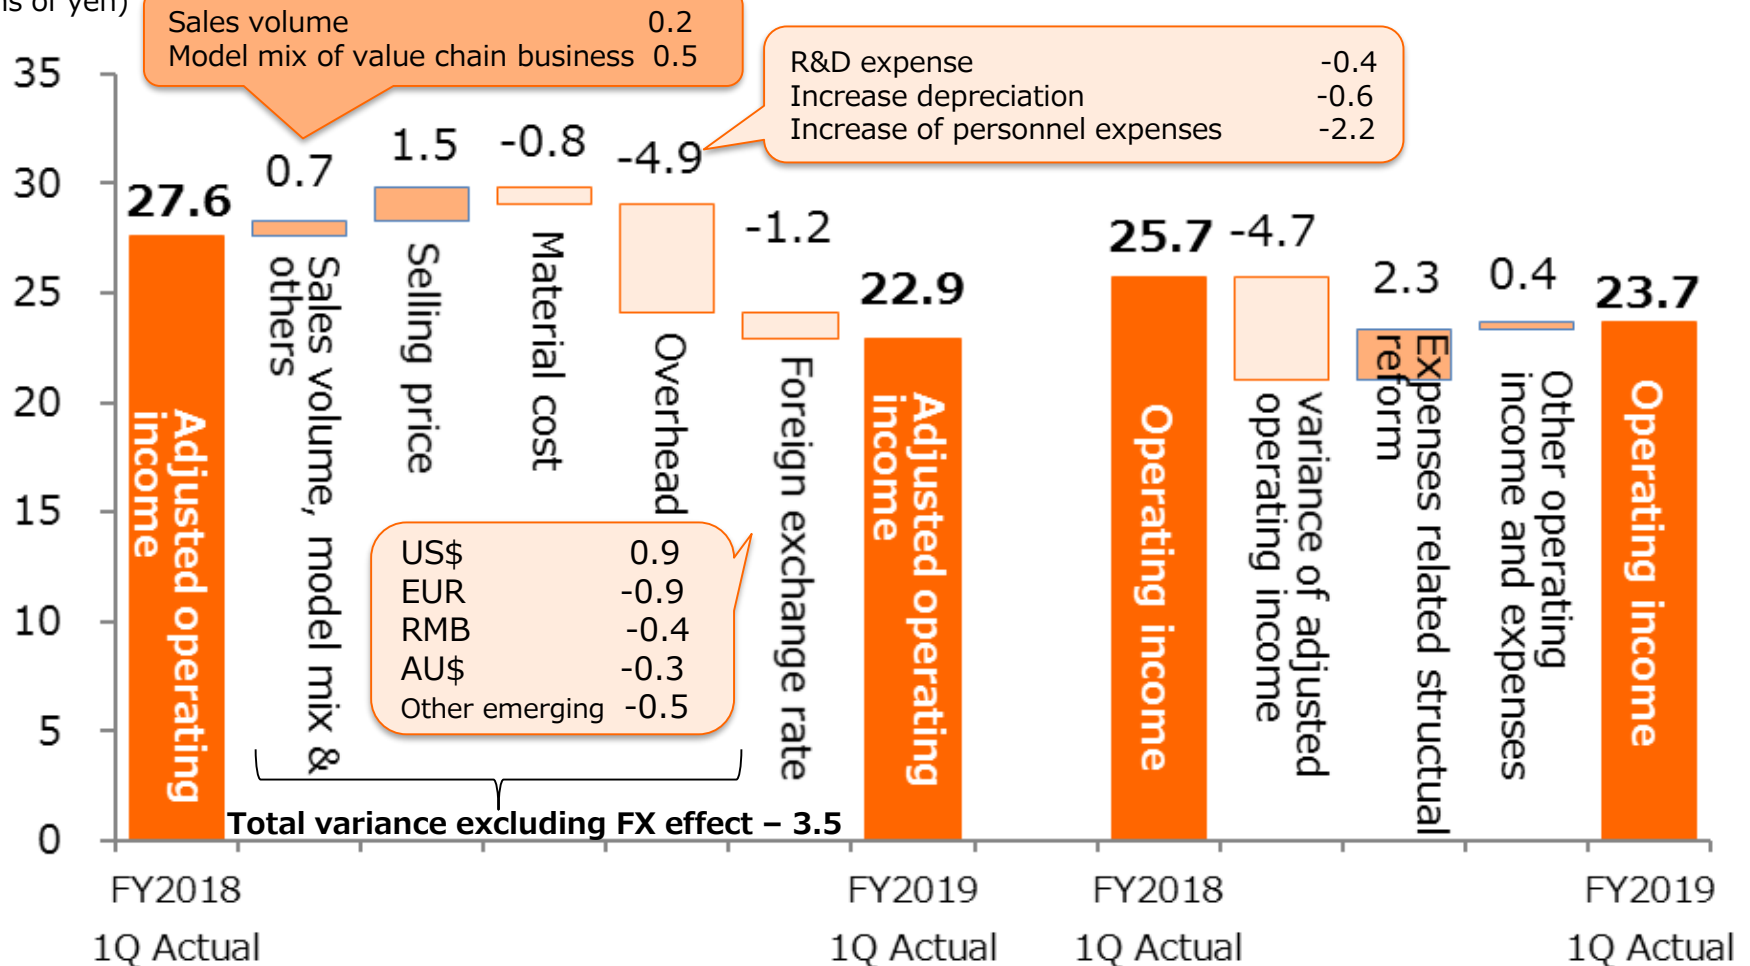 yen)
Sales volume 0.2
Model mix of value chain business 0.5
R&D expense -0.4
Increase depreciation -0.6
Increase of personnel expenses -2.2
35
30
25
20
15
10
5
0
27.6
0.7
1.5
-0.8
-4.9
-1.2
22.9
25.7
-4.7
2.3
0.4
23.7
Adjusted operating
income
Sales volume, model mix &
others
Selling price
Material cost
Overhead
Foreign exchange rate
Adjusted operating
income
Operating income
variance of adjusted
operating income
Expenses related structural
reform
Other operating
income and expenses
Operating income
US$ 0.9
EUR -0.9
RMB -0.4
AU$ -0.3
Other emerging -0.5
Total variance excluding FX effect – 3.5
FY2018
1Q Actual
FY2019
1Q Actual
FY2018
1Q Actual
FY2019
1Q Actual